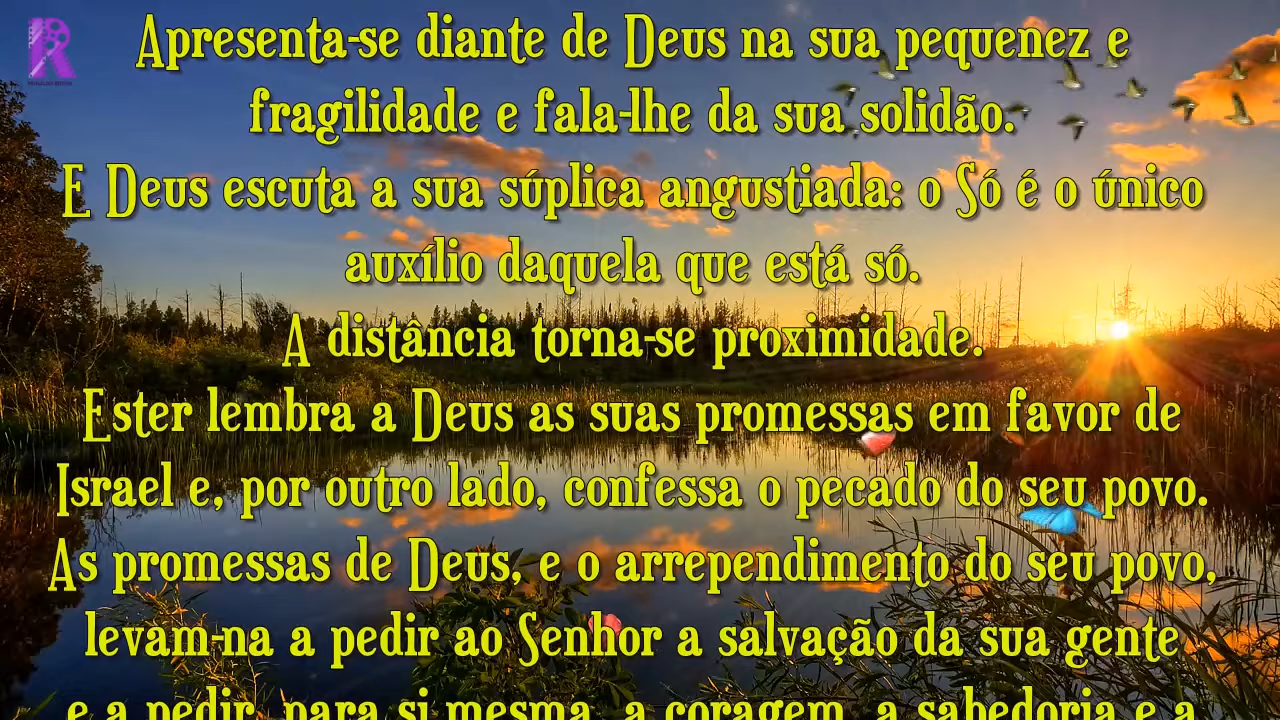 Apresenta-se diante de Deus na sua pequenez e
fragilidade e fala-lhe da sua solidão.
E Deus escuta a sua súplica angustiada: o Só é o único
auxílio daquela que está só.
A distância torna-se proximidade.
Ester lembra a Deus as suas promessas em favor de
Israel e, por outro lado, confessa o pecado do seu povo.
As promessas de Deus, e o arrependimento do seu povo,
levam-na a pedir ao Senhor a salvação da sua gente
e a pedir, para si mesma, a coragem, a sabedoria e a